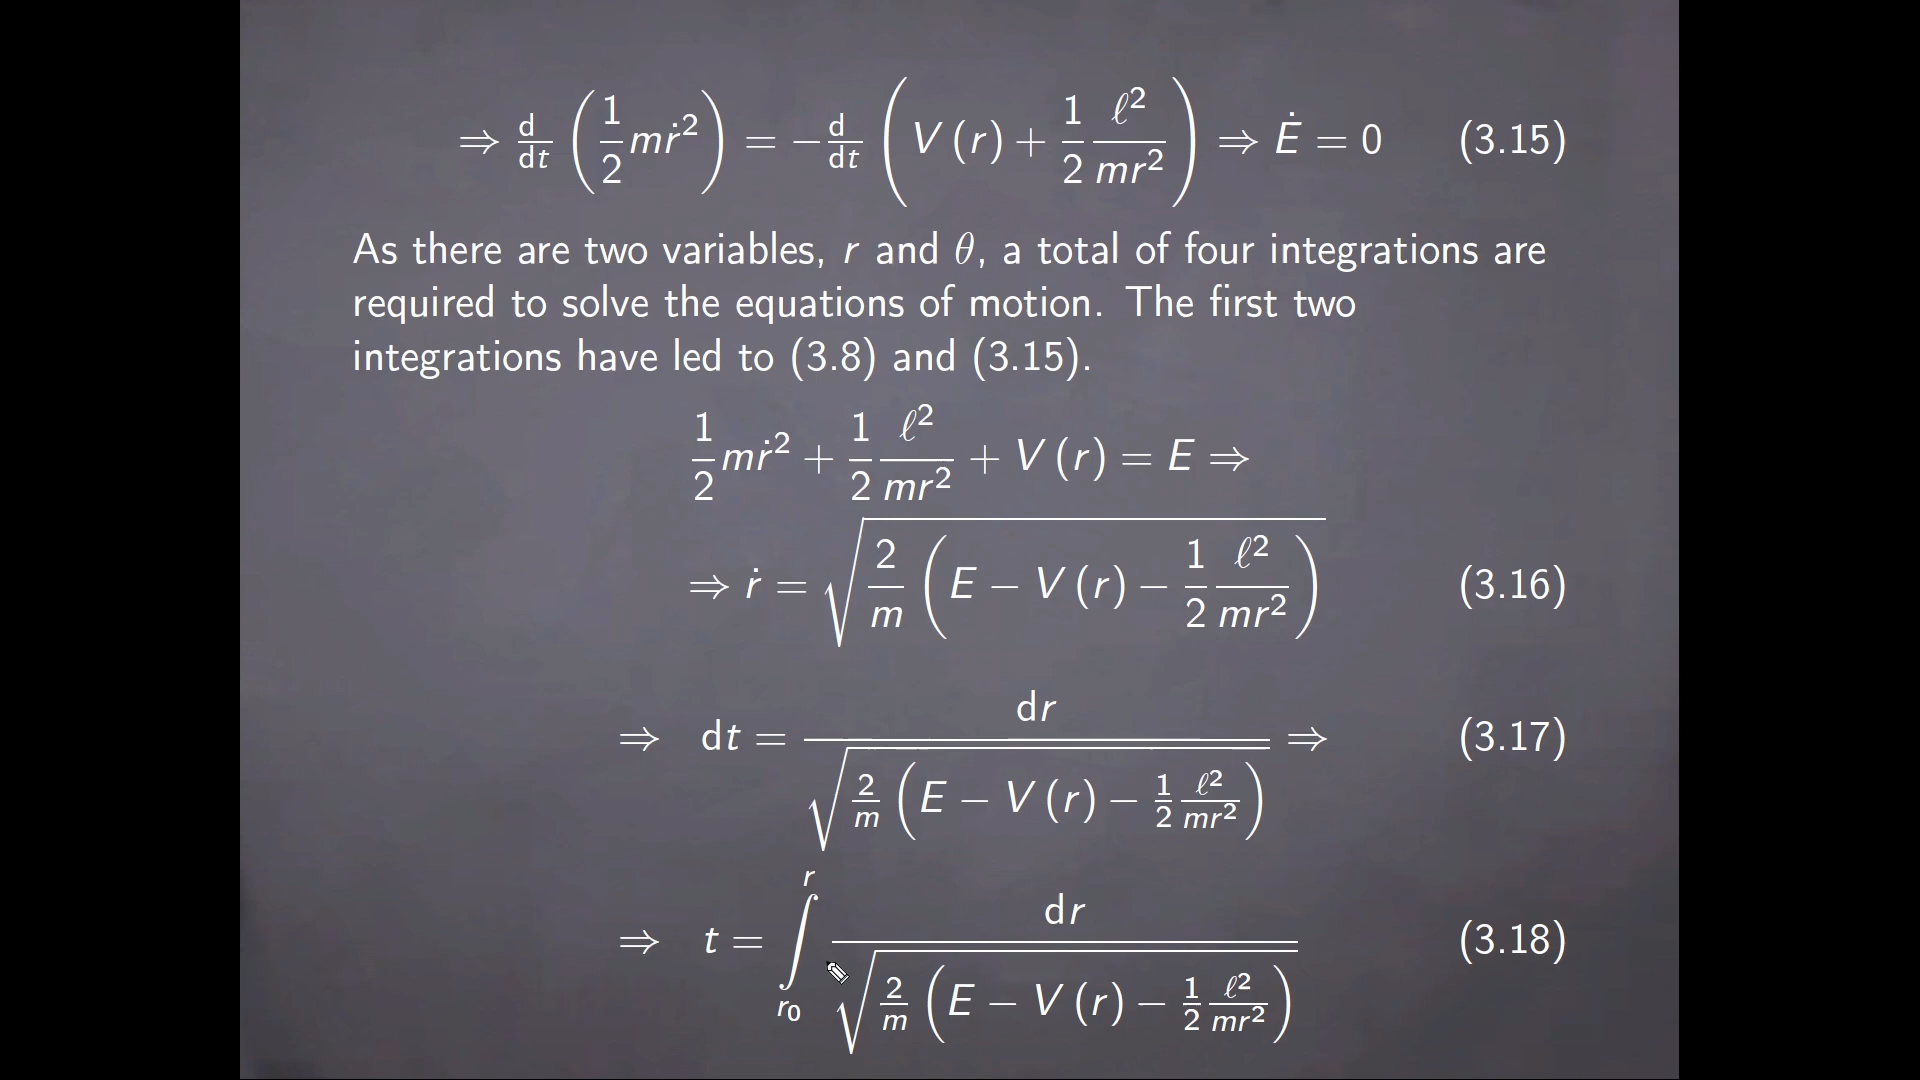 ⇒ d/dt (1/2 mṙ²) = − d/dt (V (r) + 1/2 ℓ²/mr²) ⇒ Ė = 0 (3.15)
As there are two variables, r and θ, a total of four integrations are
required to solve the equations of motion. The first two
integrations have led to (3.8) and (3.15).
1/2 mṙ² + 1/2 ℓ²/mr² + V (r) = E ⇒
⇒ ṙ = √(2/m (E − V (r) − 1/2 ℓ²/mr²)) (3.16)
⇒ dt = dr / √(2/m (E − V (r) − 1/2 ℓ²/mr²)) ⇒ (3.17)
⇒ t = ∫_{r₀}^{r} dr / √(2/m (E − V (r) − 1/2 ℓ²/mr²)) (3.18)